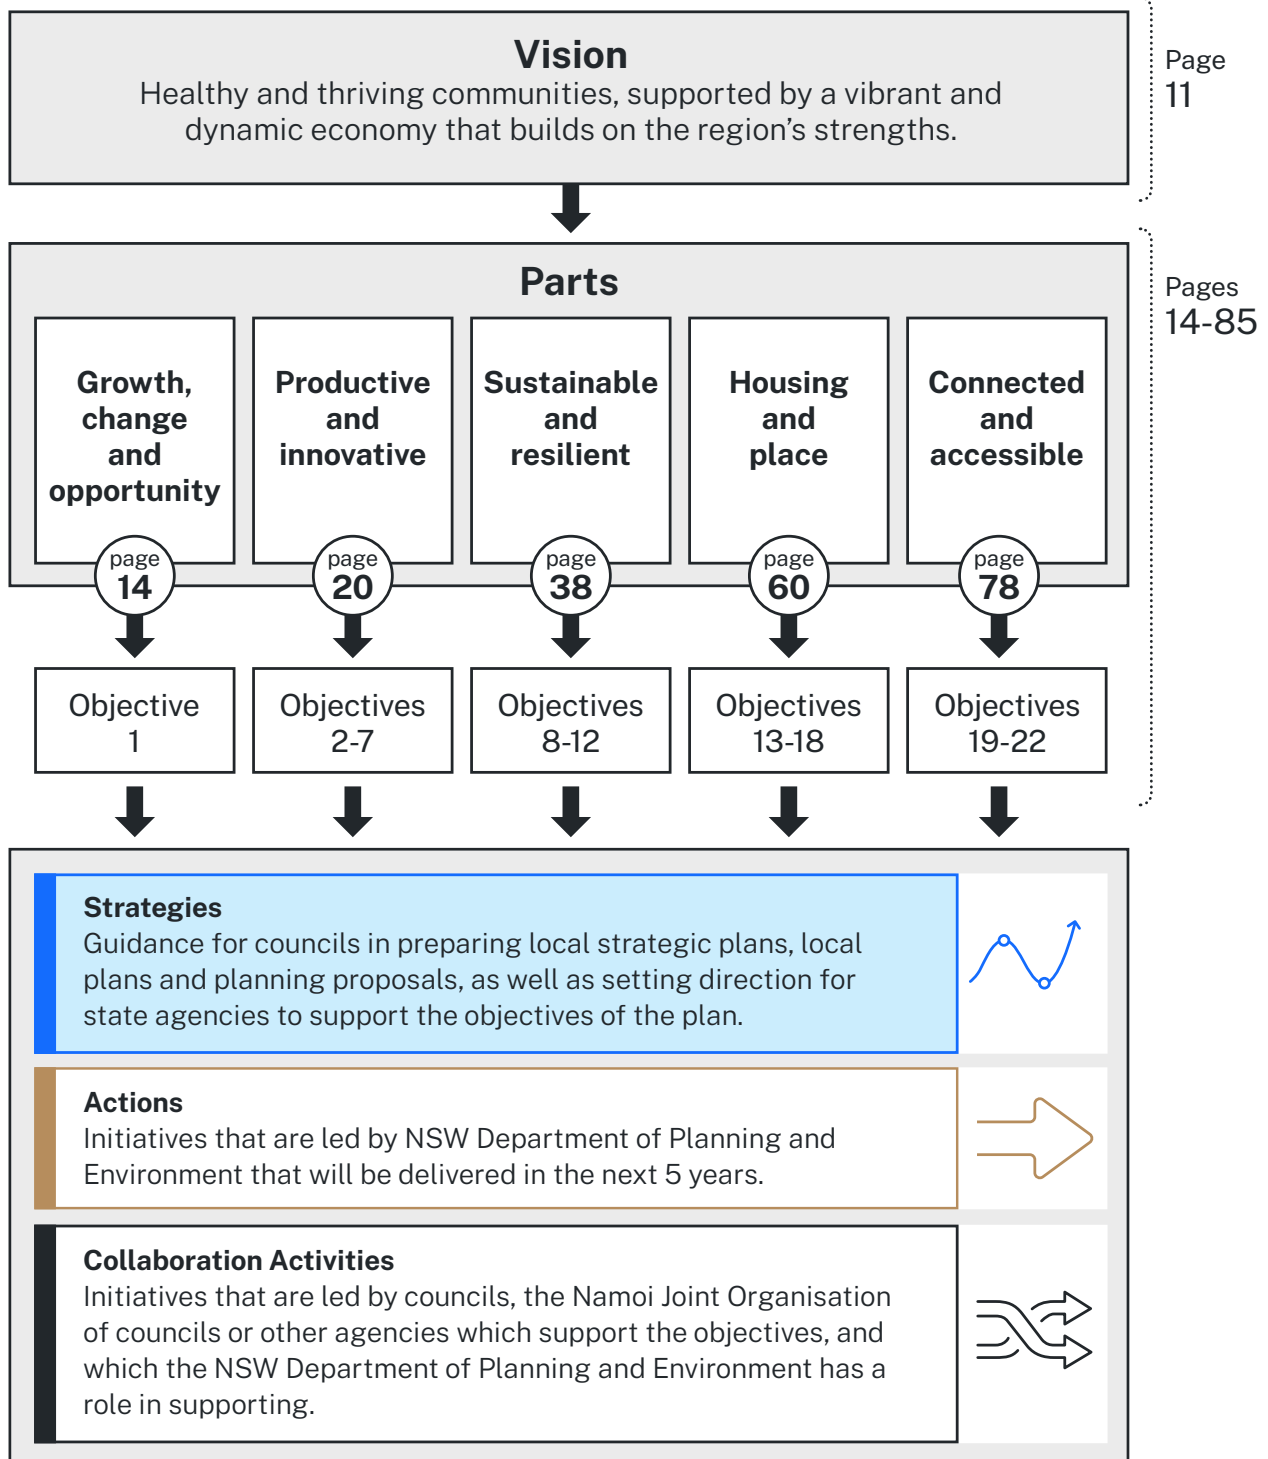 Vision
Healthy and thriving communities, supported by a vibrant and
dynamic economy that builds on the region's strengths.
Page
11
Parts
Pages
14-85
Growth,
change
and
opportunity
page
14
Productive
and
innovative
page
20
Sustainable
and
resilient
page
38
Housing
and
place
page
60
Connected
and
accessible
page
78
Objective
1
Objectives
2-7
Objectives
8-12
Objectives
13-18
Objectives
19-22
Strategies
Guidance for councils in preparing local strategic plans, local
plans and planning proposals, as well as setting direction for
state agencies to support the objectives of the plan.
Actions
Initiatives that are led by NSW Department of Planning and
Environment that will be delivered in the next 5 years.
Collaboration Activities
Initiatives that are led by councils, the Namoi Joint Organisation
of councils or other agencies which support the objectives, and
which the NSW Department of Planning and Environment has a
role in supporting.